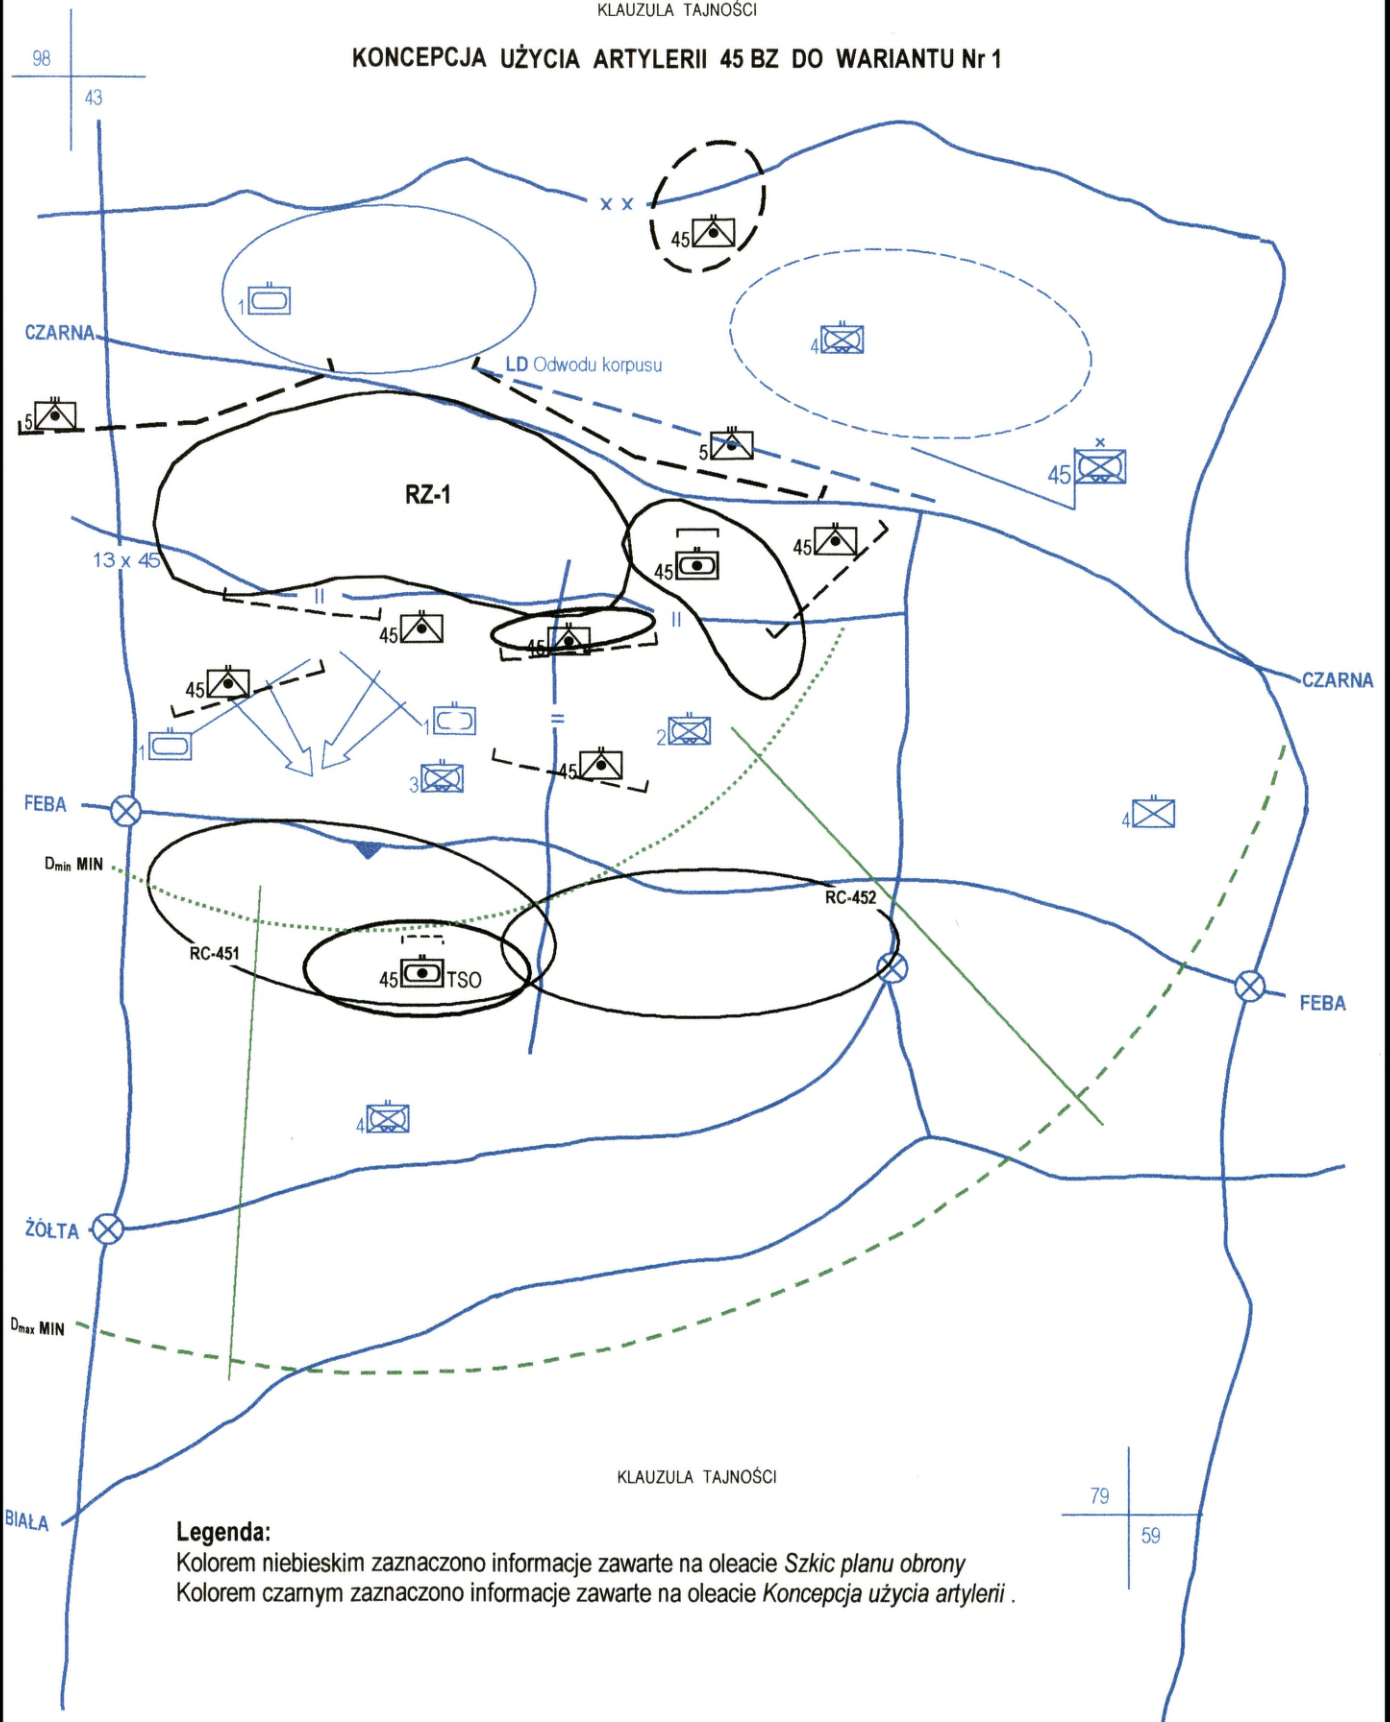 KLAUZULA TAJNOŚCI
98
43
KONCEPCJA UŻYCIA ARTYLERII 45 BZ DO WARIANTU Nr 1
x x
45
1
CZARNA
4
LD Odwodu korpusu
5
5
x
45
RZ-1
45
45
13 x 45
II
II
45
45
45
1
1
=
2
3
45
CZARNA
FEBA
4
Dmin MIN
RC-452
RC-451
45 TSO
FEBA
4
ŻÓŁTA
Dmax MIN
KLAUZULA TAJNOŚCI
79
59
BIAŁA
Legenda:
Kolorem niebieskim zaznaczono informacje zawarte na oleacie Szkic planu obrony
Kolorem czarnym zaznaczono informacje zawarte na oleacie Koncepcja użycia artylerii .